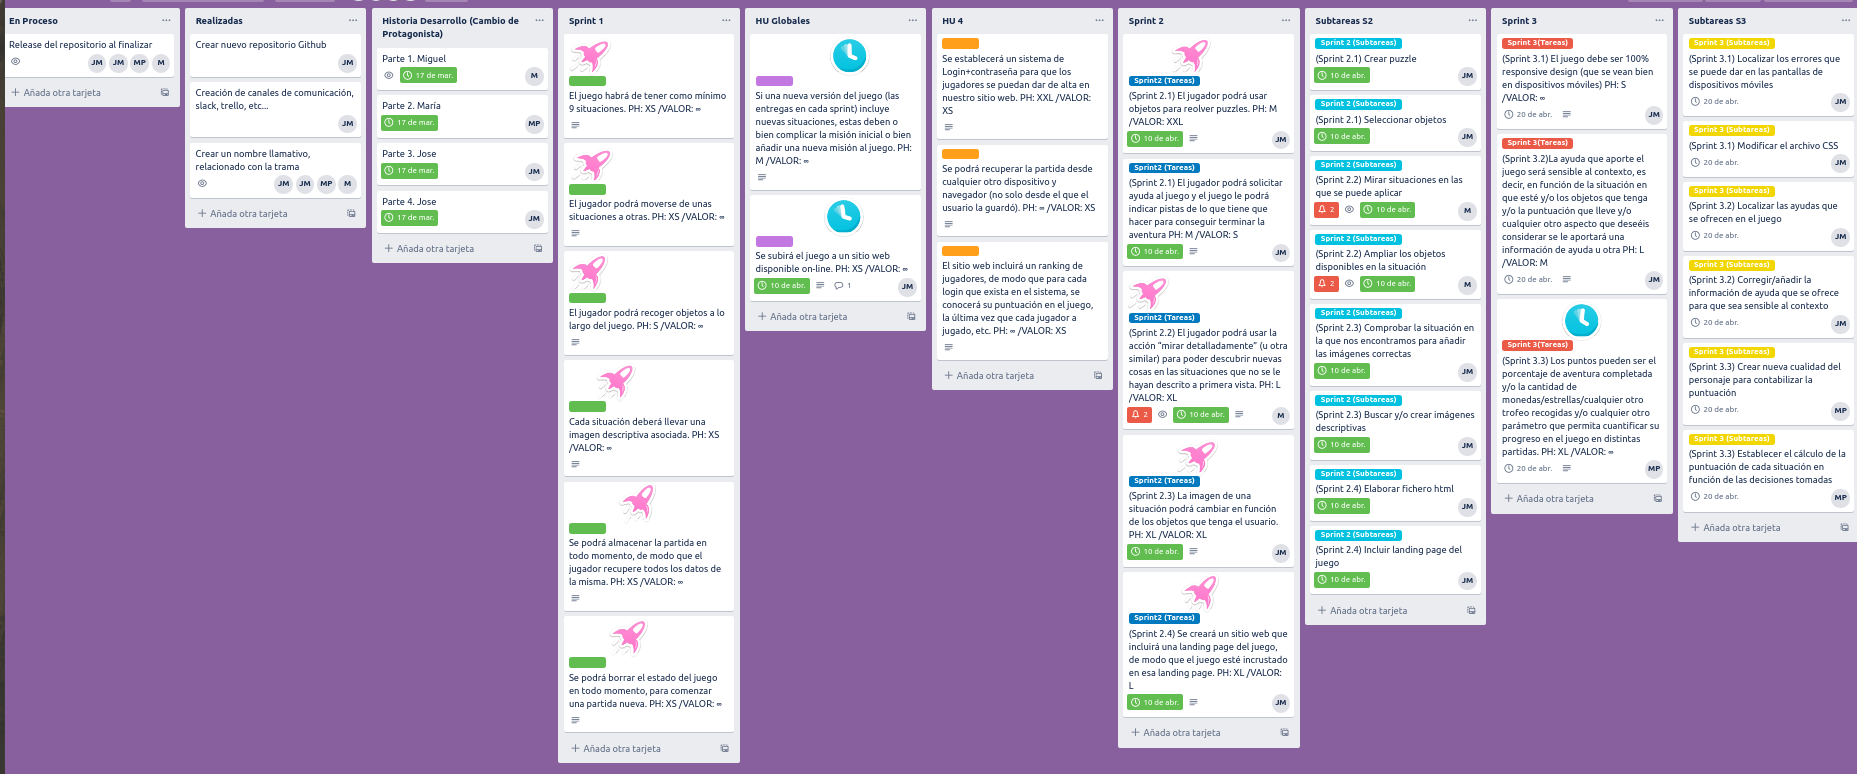 En Proceso
Release del repositorio al finalizar
JM JM MP M
Añada otra tarjeta
Realizadas
Crear nuevo repositorio Github
JM
Creación de canales de comunicación,
slack, trello, etc...
JM
Crear un nombre llamativo,
relacionado con la trama
JM JM MP M
Añada otra tarjeta
Historia Desarrollo (Cambio de
Protagonista)
Parte 1. Miguel
17 de mar. M
Parte 2. María
17 de mar. MP
Parte 3. Jose
17 de mar. JM
Parte 4. Jose
17 de mar. JM
Añada otra tarjeta
Sprint 1
El juego habrá de tener como mínimo
9 situaciones. PH: XS /VALOR: ∞
El jugador podrá moverse de unas
situaciones a otras. PH: XS /VALOR: ∞
El jugador podrá recoger objetos a lo
largo del juego. PH: S /VALOR: ∞
Cada situación deberá llevar una
imagen descriptiva asociada. PH: XS
/VALOR: ∞
Se podrá almacenar la partida en
todo momento, de modo que el
jugador recupere todos los datos de
la misma. PH: XS /VALOR: ∞
Se podrá borrar el estado del juego
en todo momento, para comenzar
una partida nueva. PH: XS /VALOR: ∞
Añada otra tarjeta
HU Globales
Si una nueva versión del juego (las
entregas en cada sprint) incluye
nuevas situaciones, estas deben o
bien complicar la misión inicial o bien
añadir una nueva misión al juego. PH:
M /VALOR: ∞
Se subirá el juego a un sitio web
disponible on-line. PH: XS /VALOR: ∞
10 de abr. 1 JM
Añada otra tarjeta
HU 4
Se establecerá un sistema de
Login+contraseña para que los
jugadores se puedan dar de alta en
nuestro sitio web. PH: XXL /VALOR:
XS
Se podrá recuperar la partida desde
cualquier otro dispositivo y
navegador (no solo desde el que el
usuario la guardó). PH: ∞ /VALOR: XS
El sitio web incluirá un ranking de
jugadores, de modo que para cada
login que exista en el sistema, se
conocerá su puntuación en el juego,
la última vez que cada jugador a
jugado, etc. PH: ∞ /VALOR: XS
Añada otra tarjeta
Sprint 2
Sprint2 (Tareas)
(Sprint 2.1) El jugador podrá usar
objetos para reolver puzzles. PH: M
/VALOR: XXL
10 de abr. JM
Sprint2 (Tareas)
(Sprint 2.1) El jugador podrá solicitar
ayuda al juego y el juego le podrá
indicar pistas de lo que tiene que
hacer para conseguir terminar la
aventura PH: M /VALOR: S
10 de abr. JM
Sprint2 (Tareas)
(Sprint 2.2) El jugador podrá usar la
acción "mirar detalladamente" (u otra
similar) para poder descubrir nuevas
cosas en las situaciones que no se le
hayan descrito a primera vista. PH: L
/VALOR: XL
2 10 de abr. M
Sprint2 (Tareas)
(Sprint 2.3) La imagen de una
situación podrá cambiar en función
de los objetos que tenga el usuario.
PH: XL /VALOR: XL
10 de abr. JM
Sprint2 (Tareas)
(Sprint 2.4) Se creará un sitio web que
incluirá una landing page del juego,
de modo que el juego esté incrustado
en esa landing page. PH: XL /VALOR:
L
10 de abr. JM
Añada otra tarjeta
Subtareas S2
Sprint 2 (Subtareas)
(Sprint 2.1) Crear puzzle
10 de abr. JM
Sprint 2 (Subtareas)
(Sprint 2.1) Seleccionar objetos
10 de abr. JM
Sprint 2 (Subtareas)
(Sprint 2.2) Mirar situaciones en las
que se puede aplicar
2 10 de abr. M
Sprint 2 (Subtareas)
(Sprint 2.2) Ampliar los objetos
disponibles en la situación
2 10 de abr. M
Sprint 2 (Subtareas)
(Sprint 2.3) Comprobar la situación en
la que nos encontramos para añadir
las imágenes correctas
10 de abr. JM
Sprint 2 (Subtareas)
(Sprint 2.3) Buscar y/o crear imágenes
descriptivas
10 de abr. JM
Sprint 2 (Subtareas)
(Sprint 2.4) Elaborar fichero html
10 de abr. JM
Sprint 2 (Subtareas)
(Sprint 2.4) Incluir landing page del
juego
10 de abr. JM
Añada otra tarjeta
Sprint 3
Sprint 3(Tareas)
(Sprint 3.1) El juego debe ser 100%
responsive design (que se vean bien
en dispositivos móviles) PH: S
/VALOR: ∞
20 de abr. JM
Sprint 3(Tareas)
(Sprint 3.2)La ayuda que aporte el
juego será sensible al contexto, es
decir, en función de la situación en
que esté y/o los objetos que tenga
y/o la puntuación que lleve y/o
cualquier otro aspecto que deseéis
considerar se le aportará una
información de ayuda u otra PH: L
/VALOR: M
20 de abr. JM
Sprint 3(Tareas)
(Sprint 3.3) Los puntos pueden ser el
porcentaje de aventura completada
y/o la cantidad de
monedas/estrellas/cualquier otro
trofeo recogidas y/o cualquier otro
parámetro que permita cuantificar su
progreso en el juego en distintas
partidas. PH: XL /VALOR: ∞
20 de abr. MP
Añada otra tarjeta
Subtareas S3
Sprint 3 (Subtareas)
(Sprint 3.1) Localizar los errores que
se puede dar en las pantallas de
dispositivos móviles
20 de abr. JM
Sprint 3 (Subtareas)
(Sprint 3.1) Modificar el archivo CSS
20 de abr. JM
Sprint 3 (Subtareas)
(Sprint 3.2) Localizar las ayudas que
se ofrecen en el juego
20 de abr. JM
Sprint 3 (Subtareas)
(Sprint 3.2) Corregir/añadir la
información de ayuda que se ofrece
para que sea sensible al contexto
20 de abr. JM
Sprint 3 (Subtareas)
(Sprint 3.3) Crear nueva cualidad del
personaje para contabilizar la
puntuación
20 de abr. MP
Sprint 3 (Subtareas)
(Sprint 3.3) Establecer el cálculo de la
puntuación de cada situación en
función de las decisiones tomadas
20 de abr. MP
Añada otra tarjeta